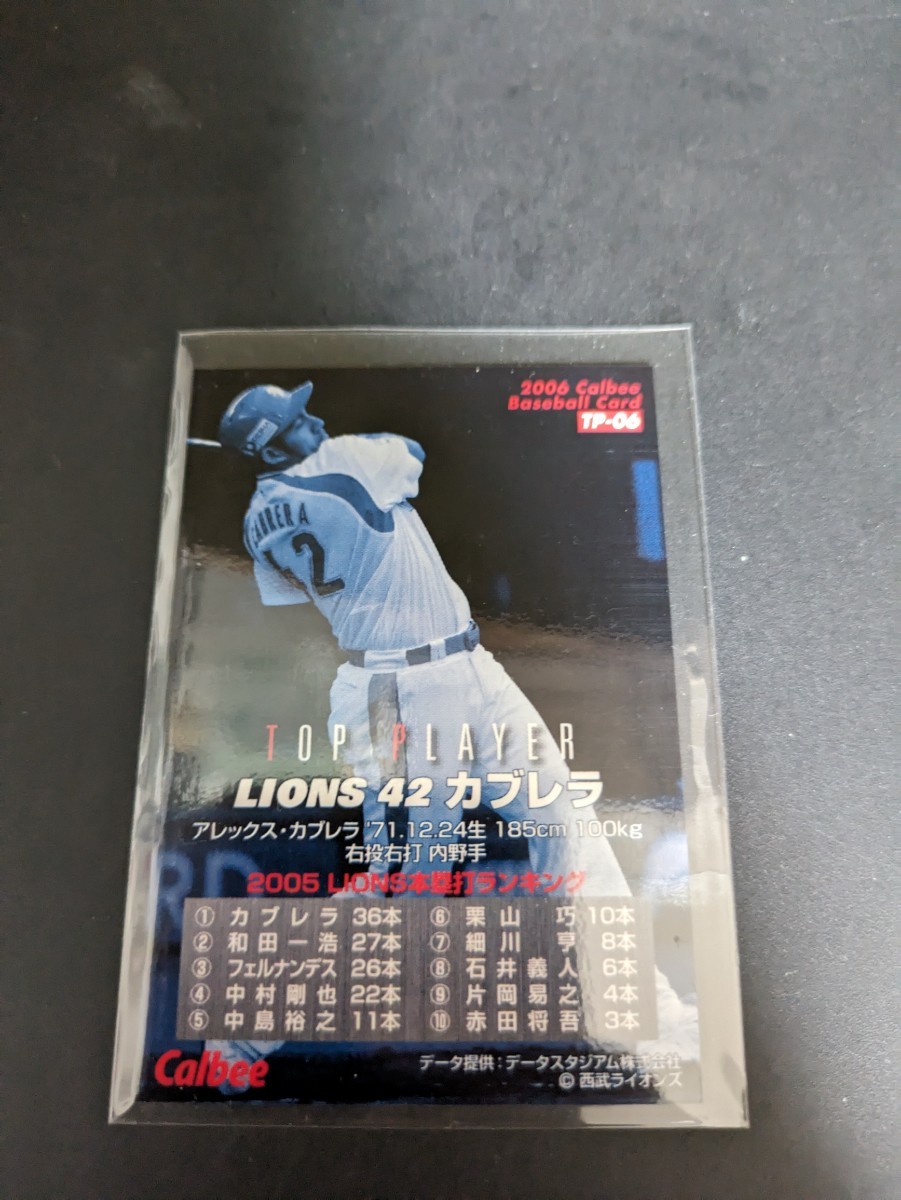 2006 Calbee
Baseball Card
TP-06
CABRERA
42
TOP PLAYER
LIONS 42 カブレラ
アレックス・カブレラ '71.12.24生 185cm 100kg
右投右打 内野手
2005 LIONS本塁打ランキング
① カブレラ 36本
② 和田一浩 27本
③ フェルナンデス 26本
④ 中村剛也 22本
⑤ 中島裕之 11本
⑥ 栗山 巧 10本
⑦ 細川 亨 8本
⑧ 石井義人 6本
⑨ 片岡易之 4本
⑩ 赤田将吾 3本
Calbee
データ提供:データスタジアム株式会社
© 西武ライオンズ